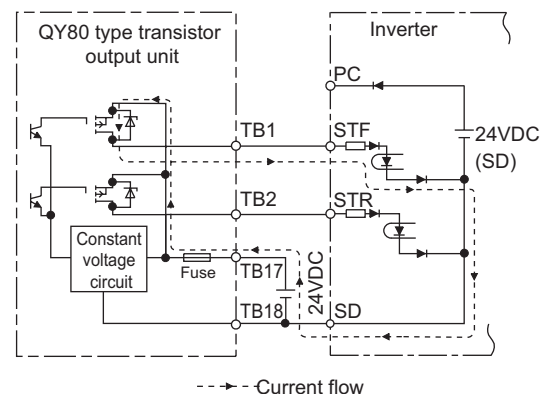 QY80 type transistor
output unit
Inverter
PC
TB1
STF
24VDC
(SD)
TB2
STR
Constant
voltage
circuit
Fuse
TB17
24VDC
TB18
SD
Current flow